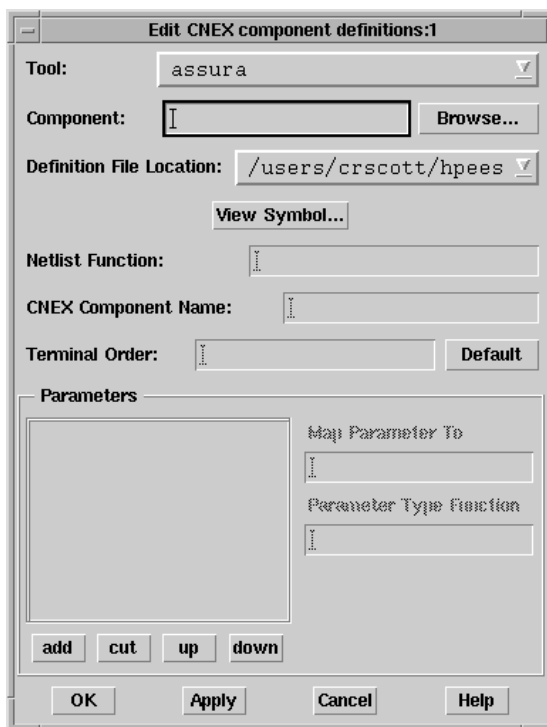 Edit CNEX component definitions:1
Tool: assura
Component: Browse...
Definition File Location: /users/crscott/hpees
View Symbol...
Netlist Function:
CNEX Component Name:
Terminal Order: Default
Parameters
Map Parameter To
Parameter Type Function
add cut up down
OK Apply Cancel Help